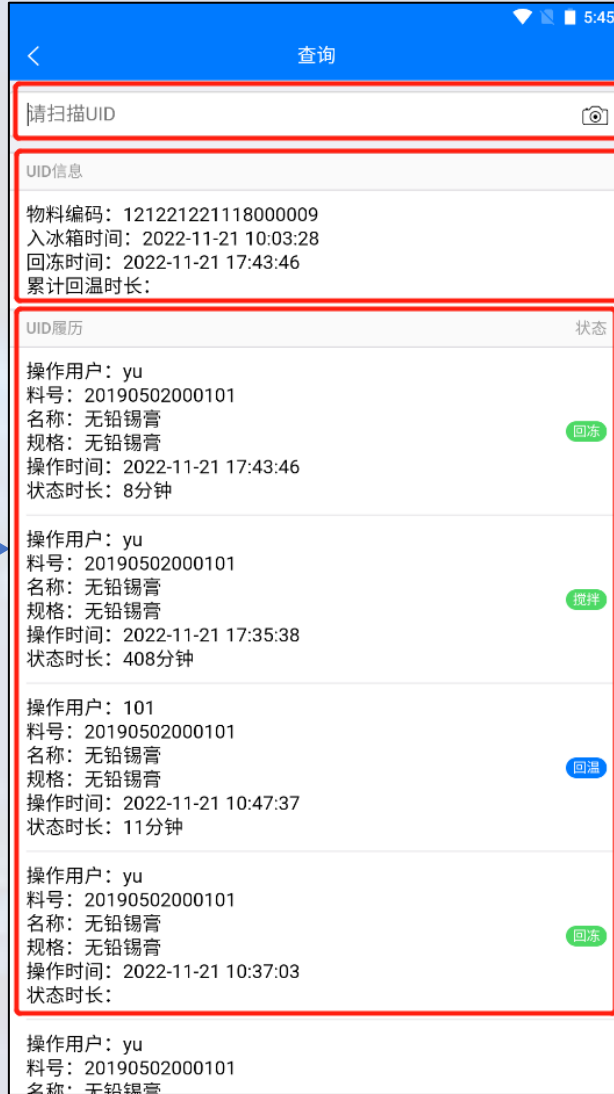 5:45
查询
请扫描UID
UID信息
物料编码：121221221118000009
入冰箱时间：2022-11-21 10:03:28
回冻时间：2022-11-21 17:43:46
累计回温时长：
UID履历 状态
操作用户：yu
料号：20190502000101
名称：无铅锡膏
规格：无铅锡膏
回冻
操作时间：2022-11-21 17:43:46
状态时长：8分钟
操作用户：yu
料号：20190502000101
名称：无铅锡膏
规格：无铅锡膏
搅拌
操作时间：2022-11-21 17:35:38
状态时长：408分钟
操作用户：101
料号：20190502000101
名称：无铅锡膏
规格：无铅锡膏
回温
操作时间：2022-11-21 10:47:37
状态时长：11分钟
操作用户：yu
料号：20190502000101
名称：无铅锡膏
规格：无铅锡膏
回冻
操作时间：2022-11-21 10:37:03
状态时长：
操作用户：yu
料号：20190502000101
名称：无铅锡膏